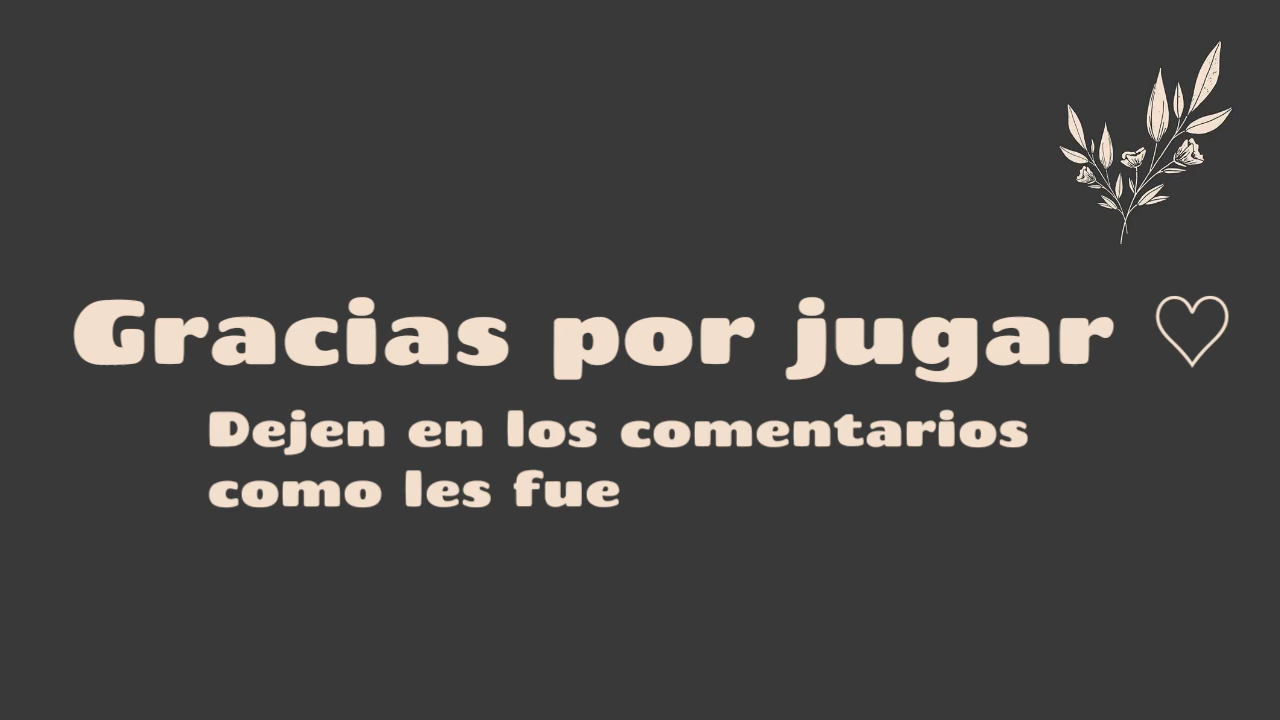 Gracias por jugar ♡
Dejen en los comentarios
como les fue